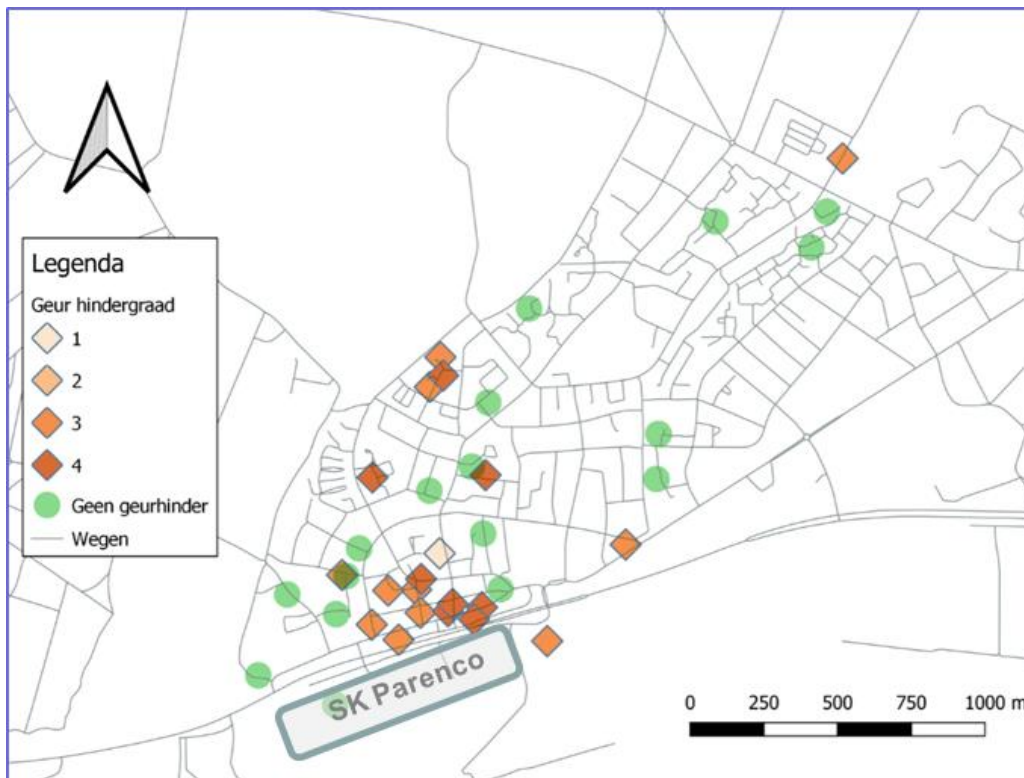 Legenda
Geur hindergraad
1
2
3
4
Geen geurhinder
Wegen
SK Parenco
0 250 500 750 1000 m